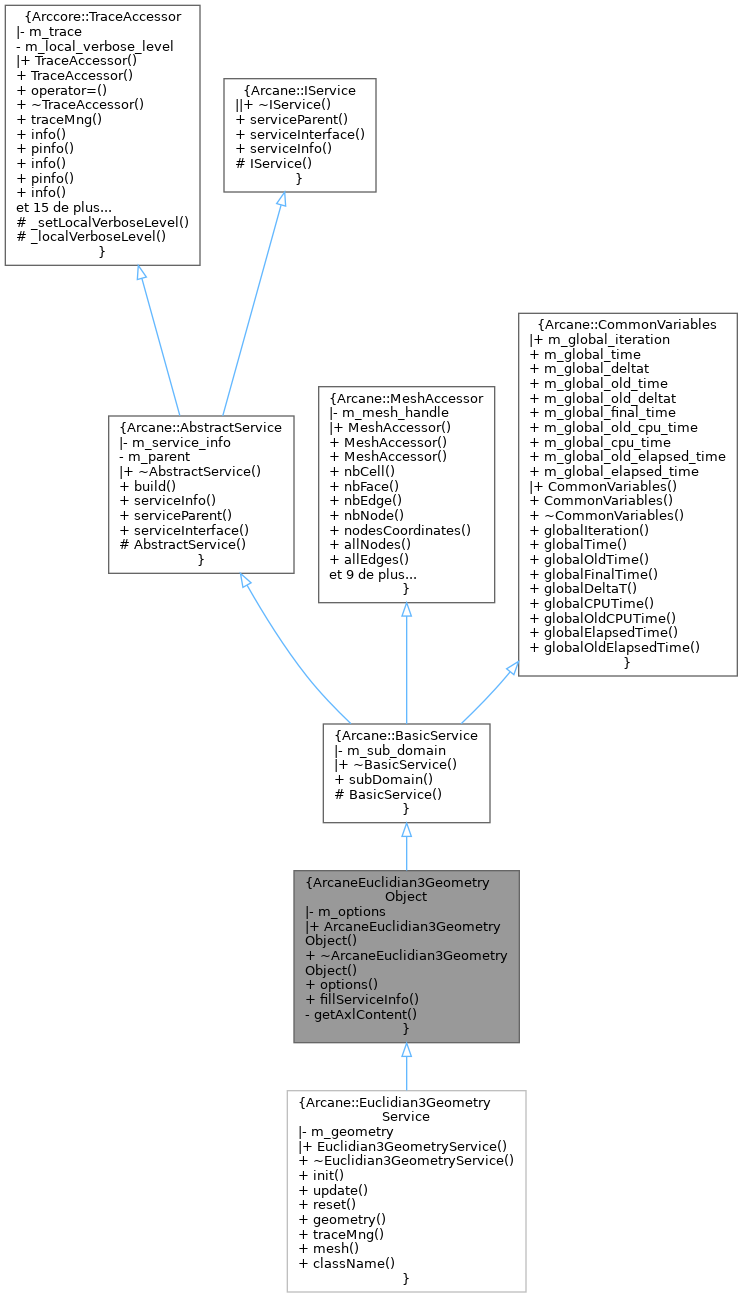 {Arccore::TraceAccessor
|- m_trace
- m_local_verbose_level
|+ TraceAccessor()
+ TraceAccessor()
+ operator=()
+ ~TraceAccessor()
+ traceMng()
+ info()
+ pinfo()
+ info()
+ pinfo()
+ info()
et 15 de plus...
# _setLocalVerboseLevel()
# _localVerboseLevel()
}
{Arcane::IService
||+ ~IService()
+ serviceParent()
+ serviceInterface()
+ serviceInfo()
# IService()
}
{Arcane::CommonVariables
|+ m_global_iteration
+ m_global_time
+ m_global_deltat
+ m_global_old_time
+ m_global_old_deltat
+ m_global_final_time
+ m_global_old_cpu_time
+ m_global_cpu_time
+ m_global_old_elapsed_time
+ m_global_elapsed_time
|+ CommonVariables()
+ CommonVariables()
+ ~CommonVariables()
+ globalIteration()
+ globalTime()
+ globalOldTime()
+ globalFinalTime()
+ globalDeltaT()
+ globalCPUTime()
+ globalOldCPUTime()
+ globalElapsedTime()
+ globalOldElapsedTime()
}
{Arcane::MeshAccessor
|- m_mesh_handle
|+ MeshAccessor()
+ MeshAccessor()
+ MeshAccessor()
+ nbCell()
+ nbFace()
+ nbEdge()
+ nbNode()
+ nodesCoordinates()
+ allNodes()
+ allEdges()
et 9 de plus...
}
{Arcane::AbstractService
|- m_service_info
- m_parent
|+ ~AbstractService()
+ build()
+ serviceInfo()
+ serviceParent()
+ serviceInterface()
# AbstractService()
}
{Arcane::BasicService
|- m_sub_domain
|+ ~BasicService()
+ subDomain()
# BasicService()
}
{ArcaneEuclidian3Geometry
Object
|- m_options
|+ ArcaneEuclidian3Geometry
Object()
+ ~ArcaneEuclidian3Geometry
Object()
+ options()
+ fillServiceInfo()
- getAxlContent()
}
{Arcane::Euclidian3Geometry
Service
|- m_geometry
|+ Euclidian3GeometryService()
+ ~Euclidian3GeometryService()
+ init()
+ update()
+ reset()
+ geometry()
+ traceMng()
+ mesh()
+ className()
}